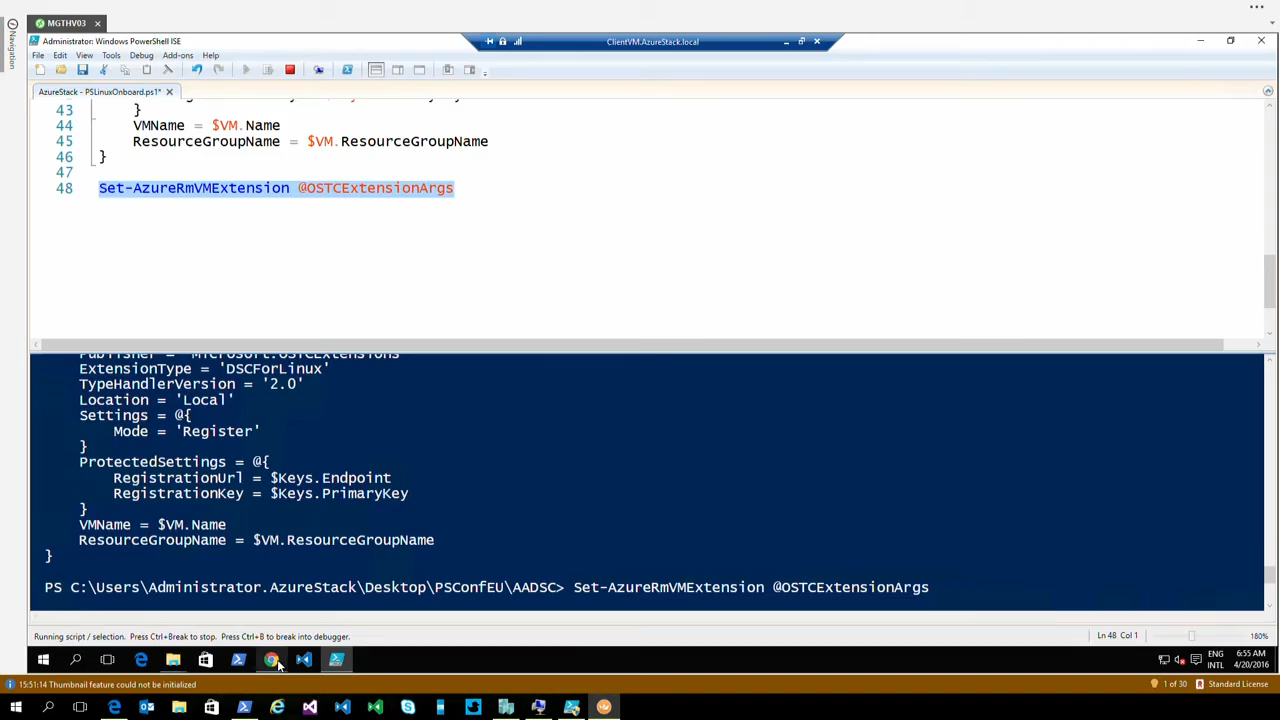 MGTHV03
Navigation
Administrator: Windows PowerShell ISE
ClientVM.AzureStack.local
File Edit View Tools Debug Add-ons Help
AzureStack - PSLinuxOnboard.ps1*
43 }
44 VMName = $VM.Name
45 ResourceGroupName = $VM.ResourceGroupName
46 }
47
48 Set-AzureRmVMExtension @OSTCExtensionArgs
Publisher = 'Microsoft.OSTCExtensions'
ExtensionType = 'DSCForLinux'
TypeHandlerVersion = '2.0'
Location = 'Local'
Settings = @{
Mode = 'Register'
}
ProtectedSettings = @{
RegistrationUrl = $Keys.Endpoint
RegistrationKey = $Keys.PrimaryKey
}
VMName = $VM.Name
ResourceGroupName = $VM.ResourceGroupName
}
PS C:\Users\Administrator.AzureStack\Desktop\PSConfEU\AADSC> Set-AzureRmVMExtension @OSTCExtensionArgs
Running script / selection. Press Ctrl+Break to stop. Press Ctrl+B to break into debugger.
Ln 48 Col 1
180%
ENG
INTL
6:55 AM
4/20/2016
15:51:14 Thumbnail feature could not be initialized
1 of 30
Standard License